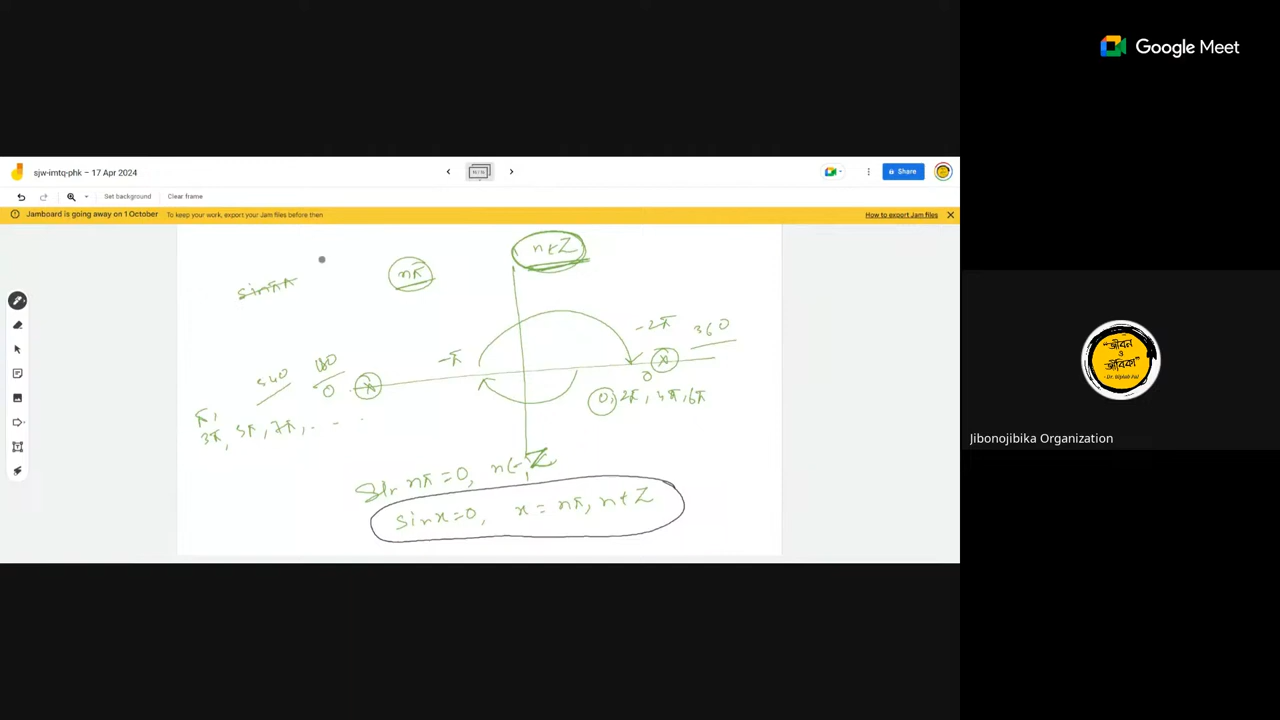 Google Meet
sjw-imtq-phk – 17 Apr 2024
Share
Set background
Clear frame
Jamboard is going away on 1 October To keep your work, export your Jam files before then
How to export Jam files
n∈Z
nπ
sin
-2π
360
-π
180
540
0
0
π,
3π, 5π, 7π, . - -
0, 2π, 4π, 6π
Sin nπ = 0, n∈Z
sin x = 0, x = nπ, n∈Z
"জীবন
ও
জীবিকা"
Jibonojibika Organization